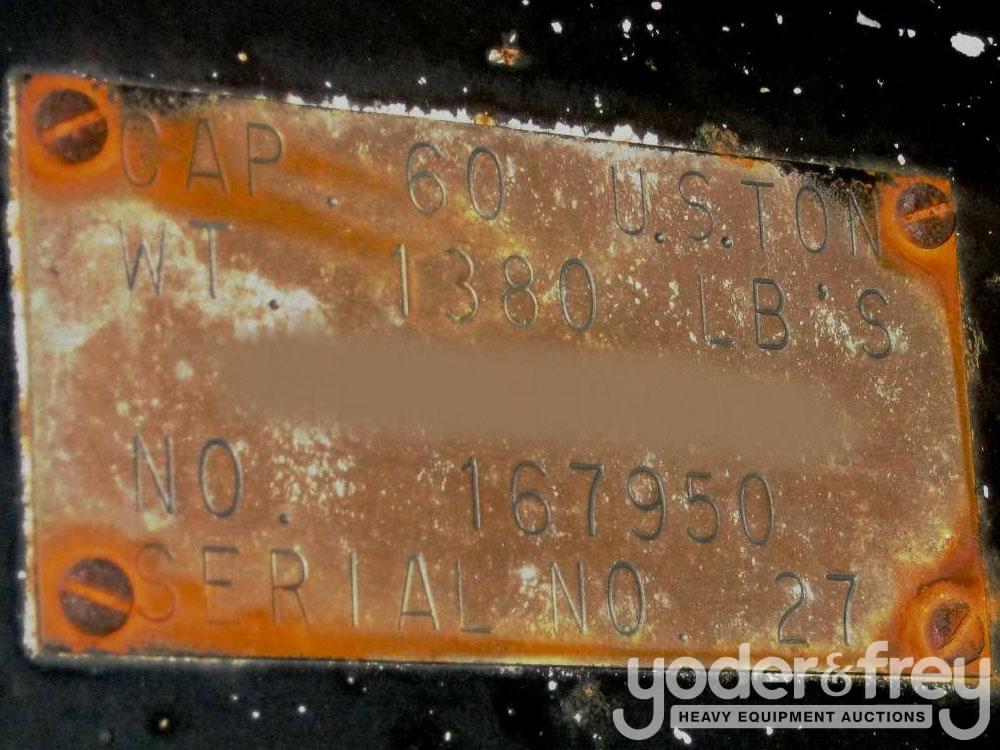 CAP. 60 U.S.TON
WT. 1380 LB'S
NO. 167950
SERIAL NO. 27
yoder&frey
HEAVY EQUIPMENT AUCTIONS